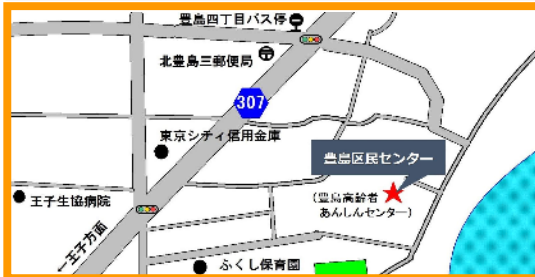 豊島四丁目バス停
北豊島三郵便局
307
東京シティ信用金庫
豊島区民センター
(豊島高齢者
あんしんセンター)
王子生協病院
←王子方面
ふくし保育園